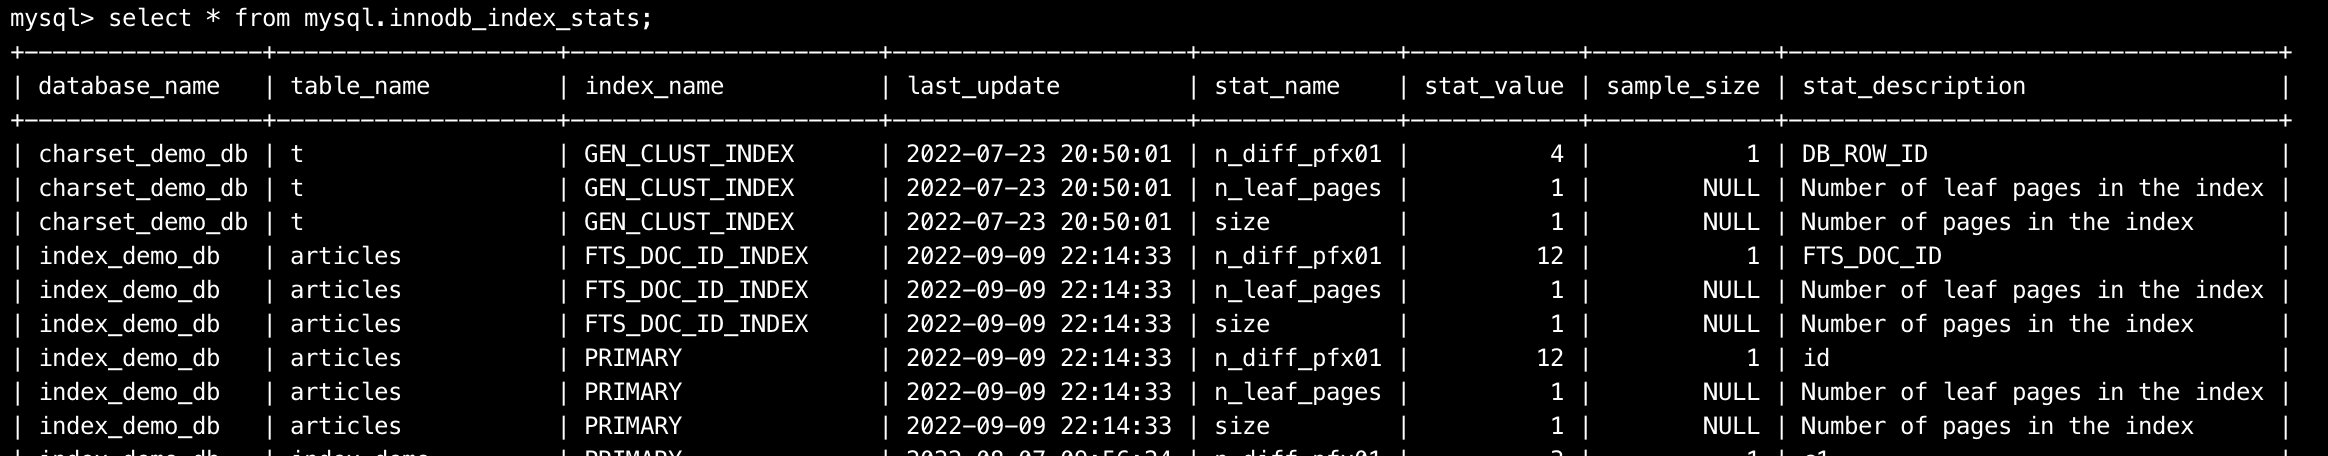 mysql> select * from mysql.innodb_index_stats;
+-----------------+--------------------+----------------------+---------------------+--------------+------------+-------------+-----------------------------------+
| database_name   | table_name         | index_name           | last_update         | stat_name    | stat_value | sample_size | stat_description                  |
+-----------------+--------------------+----------------------+---------------------+--------------+------------+-------------+-----------------------------------+
| charset_demo_db | t                  | GEN_CLUST_INDEX      | 2022-07-23 20:50:01 | n_diff_pfx01 |          4 |           1 | DB_ROW_ID                         |
| charset_demo_db | t                  | GEN_CLUST_INDEX      | 2022-07-23 20:50:01 | n_leaf_pages |          1 |        NULL | Number of leaf pages in the index |
| charset_demo_db | t                  | GEN_CLUST_INDEX      | 2022-07-23 20:50:01 | size         |          1 |        NULL | Number of pages in the index      |
| index_demo_db   | articles           | FTS_DOC_ID_INDEX     | 2022-09-09 22:14:33 | n_diff_pfx01 |         12 |           1 | FTS_DOC_ID                        |
| index_demo_db   | articles           | FTS_DOC_ID_INDEX     | 2022-09-09 22:14:33 | n_leaf_pages |          1 |        NULL | Number of leaf pages in the index |
| index_demo_db   | articles           | FTS_DOC_ID_INDEX     | 2022-09-09 22:14:33 | size         |          1 |        NULL | Number of pages in the index      |
| index_demo_db   | articles           | PRIMARY              | 2022-09-09 22:14:33 | n_diff_pfx01 |         12 |           1 | id                                |
| index_demo_db   | articles           | PRIMARY              | 2022-09-09 22:14:33 | n_leaf_pages |          1 |        NULL | Number of leaf pages in the index |
| index_demo_db   | articles           | PRIMARY              | 2022-09-09 22:14:33 | size         |          1 |        NULL | Number of pages in the index      |